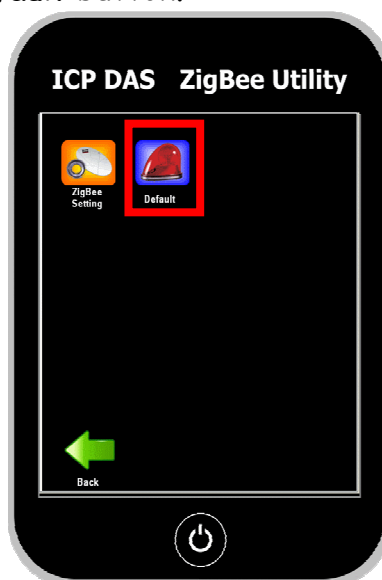 ICP DAS ZigBee Utility
ZigBee
Setting
Default
Back